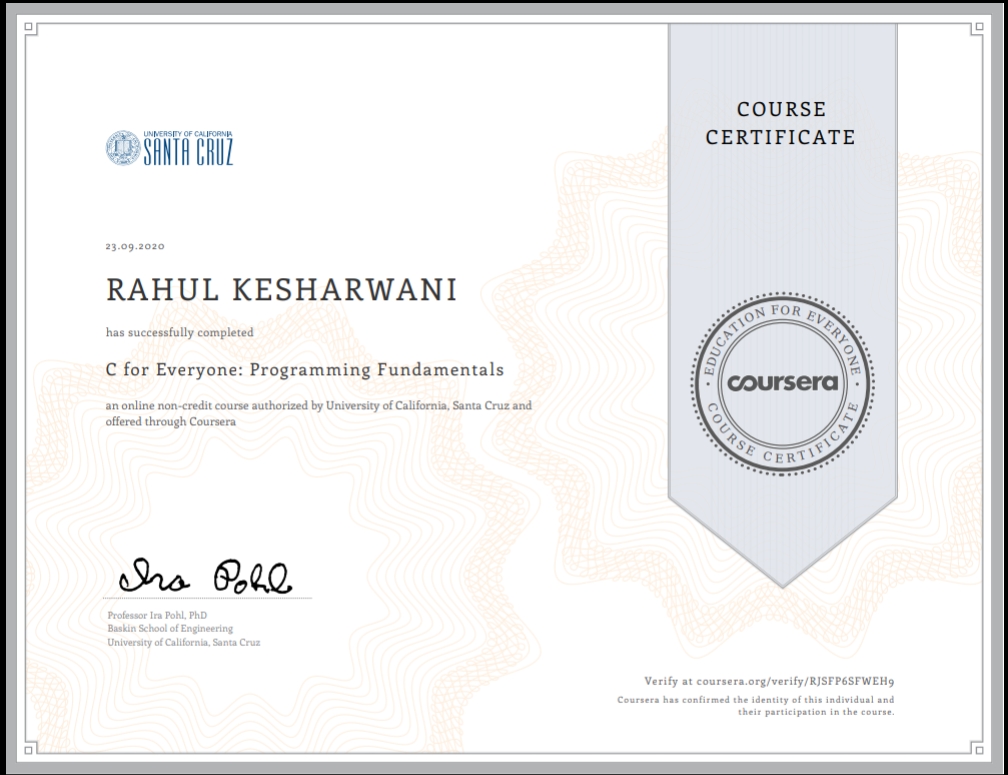 UNIVERSITY OF CALIFORNIA
SANTA CRUZ
COURSE
CERTIFICATE
23.09.2020
RAHUL KESHARWANI
has successfully completed
C for Everyone: Programming Fundamentals
an online non-credit course authorized by University of California, Santa Cruz and
offered through Coursera
EDUCATION FOR EVERYONE
coursera
COURSE CERTIFICATE
Ira Pohl
Professor Ira Pohl, PhD
Baskin School of Engineering
University of California, Santa Cruz
Verify at coursera.org/verify/RJSFP6SFWEH9
Coursera has confirmed the identity of this individual and
their participation in the course.